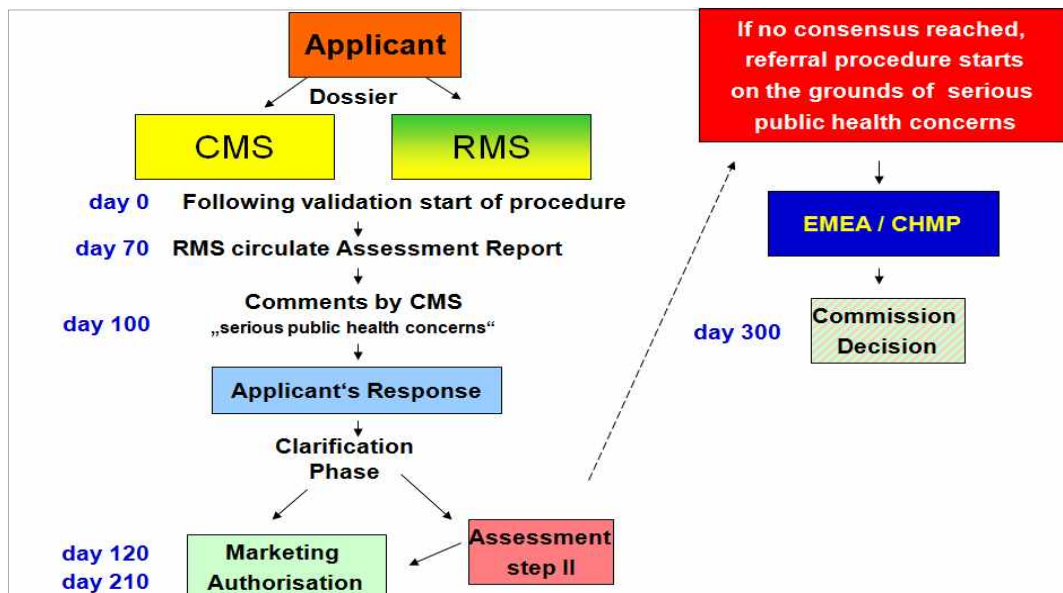 Applicant
Dossier
CMS
RMS
day 0 Following validation start of procedure
day 70 RMS circulate Assessment Report
Comments by CMS
day 100 „serious public health concerns“
Applicant‘s Response
Clarification
Phase
day 120
day 210
Marketing
Authorisation
Assessment
step II
If no consensus reached,
referral procedure starts
on the grounds of serious
public health concerns
EMEA / CHMP
day 300
Commission
Decision